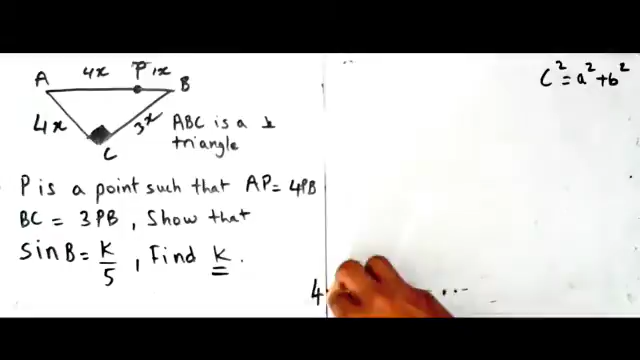 4x P 1x
A B
4x 3x ABC is a
triangle
C
P is a point such that AP = 4PB
BC = 3PB , Show that
Sin B = K/5 , Find K .
C² = a² + b²
4